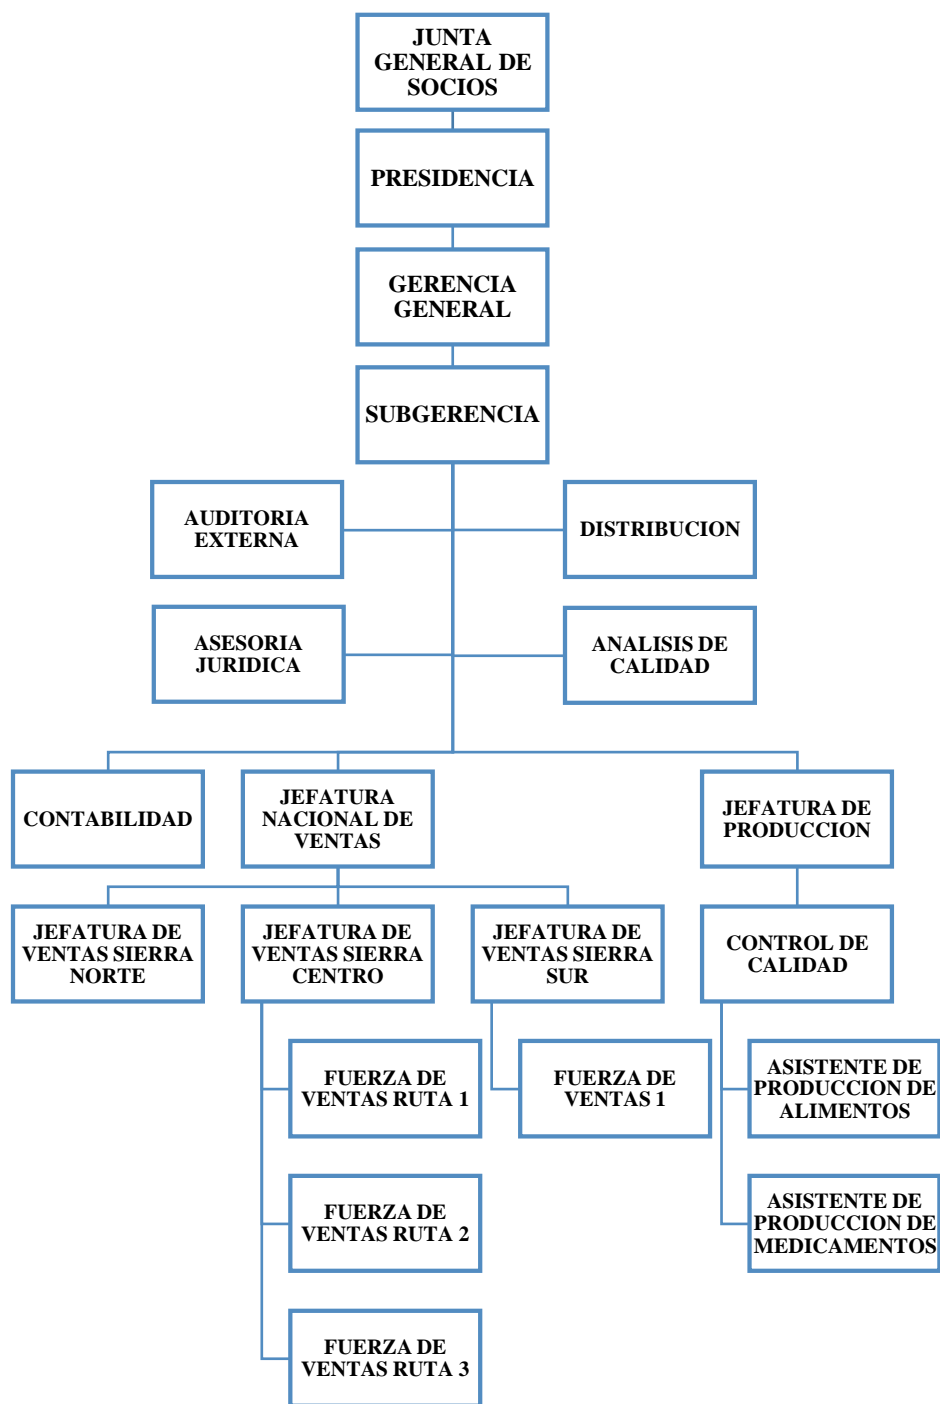 JUNTA
GENERAL DE
SOCIOS
PRESIDENCIA
GERENCIA
GENERAL
SUBGERENCIA
AUDITORIA
EXTERNA
DISTRIBUCION
ASESORIA
JURIDICA
ANALISIS DE
CALIDAD
CONTABILIDAD
JEFATURA
NACIONAL DE
VENTAS
JEFATURA DE
PRODUCCION
JEFATURA DE
VENTAS SIERRA
NORTE
JEFATURA DE
VENTAS SIERRA
CENTRO
JEFATURA DE
VENTAS SIERRA
SUR
CONTROL DE
CALIDAD
FUERZA DE
VENTAS RUTA 1
FUERZA DE
VENTAS 1
ASISTENTE DE
PRODUCCION DE
ALIMENTOS
FUERZA DE
VENTAS RUTA 2
ASISTENTE DE
PRODUCCION DE
MEDICAMENTOS
FUERZA DE
VENTAS RUTA 3